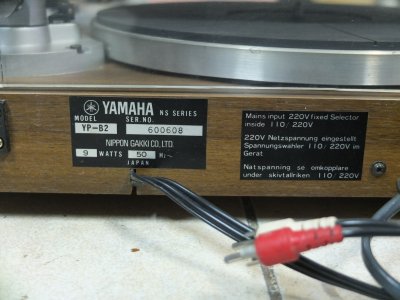 YAMAHA NS SERIES
MODEL SER.NO.
YP-B2 600608
NIPPON GAKKI CO., LTD.
9 WATTS 50 Hz~
JAPAN
Mains input 220V fixed Selector
inside 110/220V
220V Netzspannung eingestellt
Spannungswahler 110/220V im
Gerät
Natspanning se omkopplare
under skivtallriken 110/220V